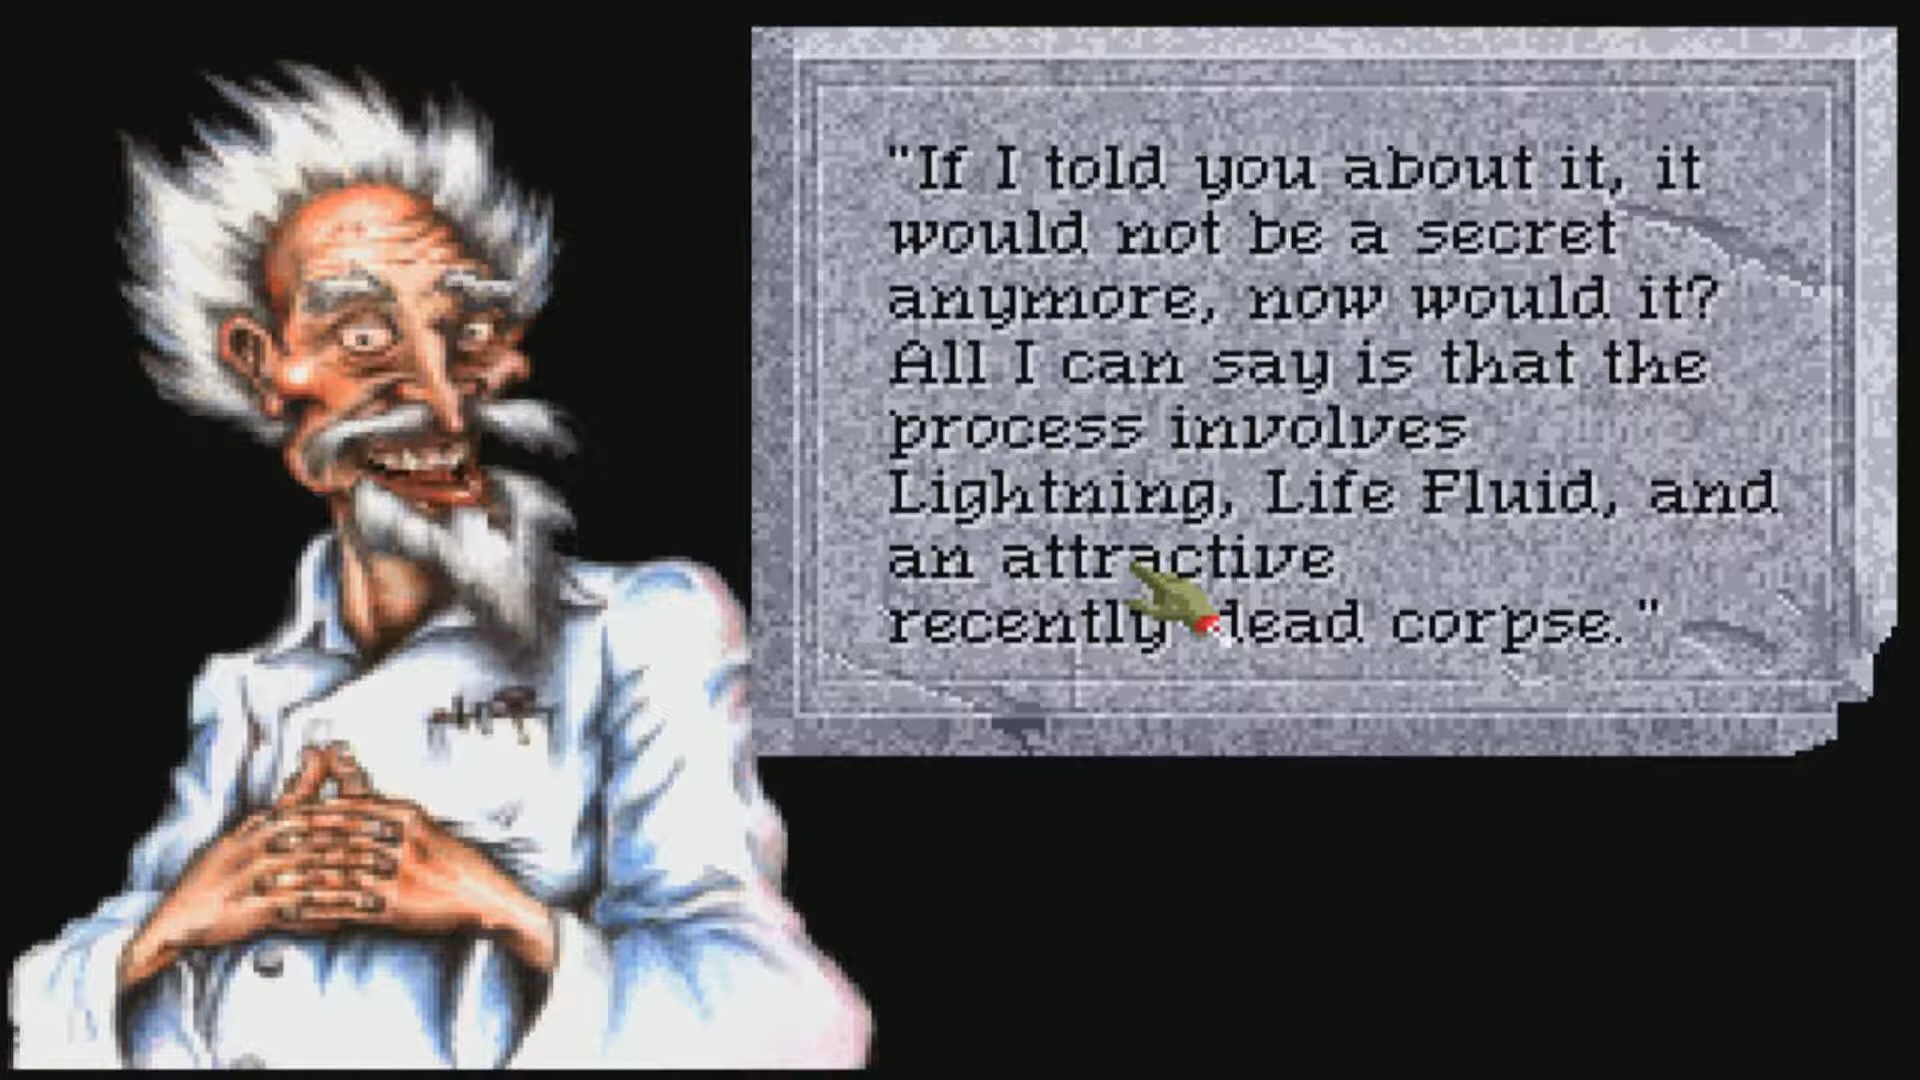 "If I told you about it, it
would not be a secret
anymore, now would it?
All I can say is that the
process involves
Lightning, Life Fluid, and
an attractive
recently dead corpse."